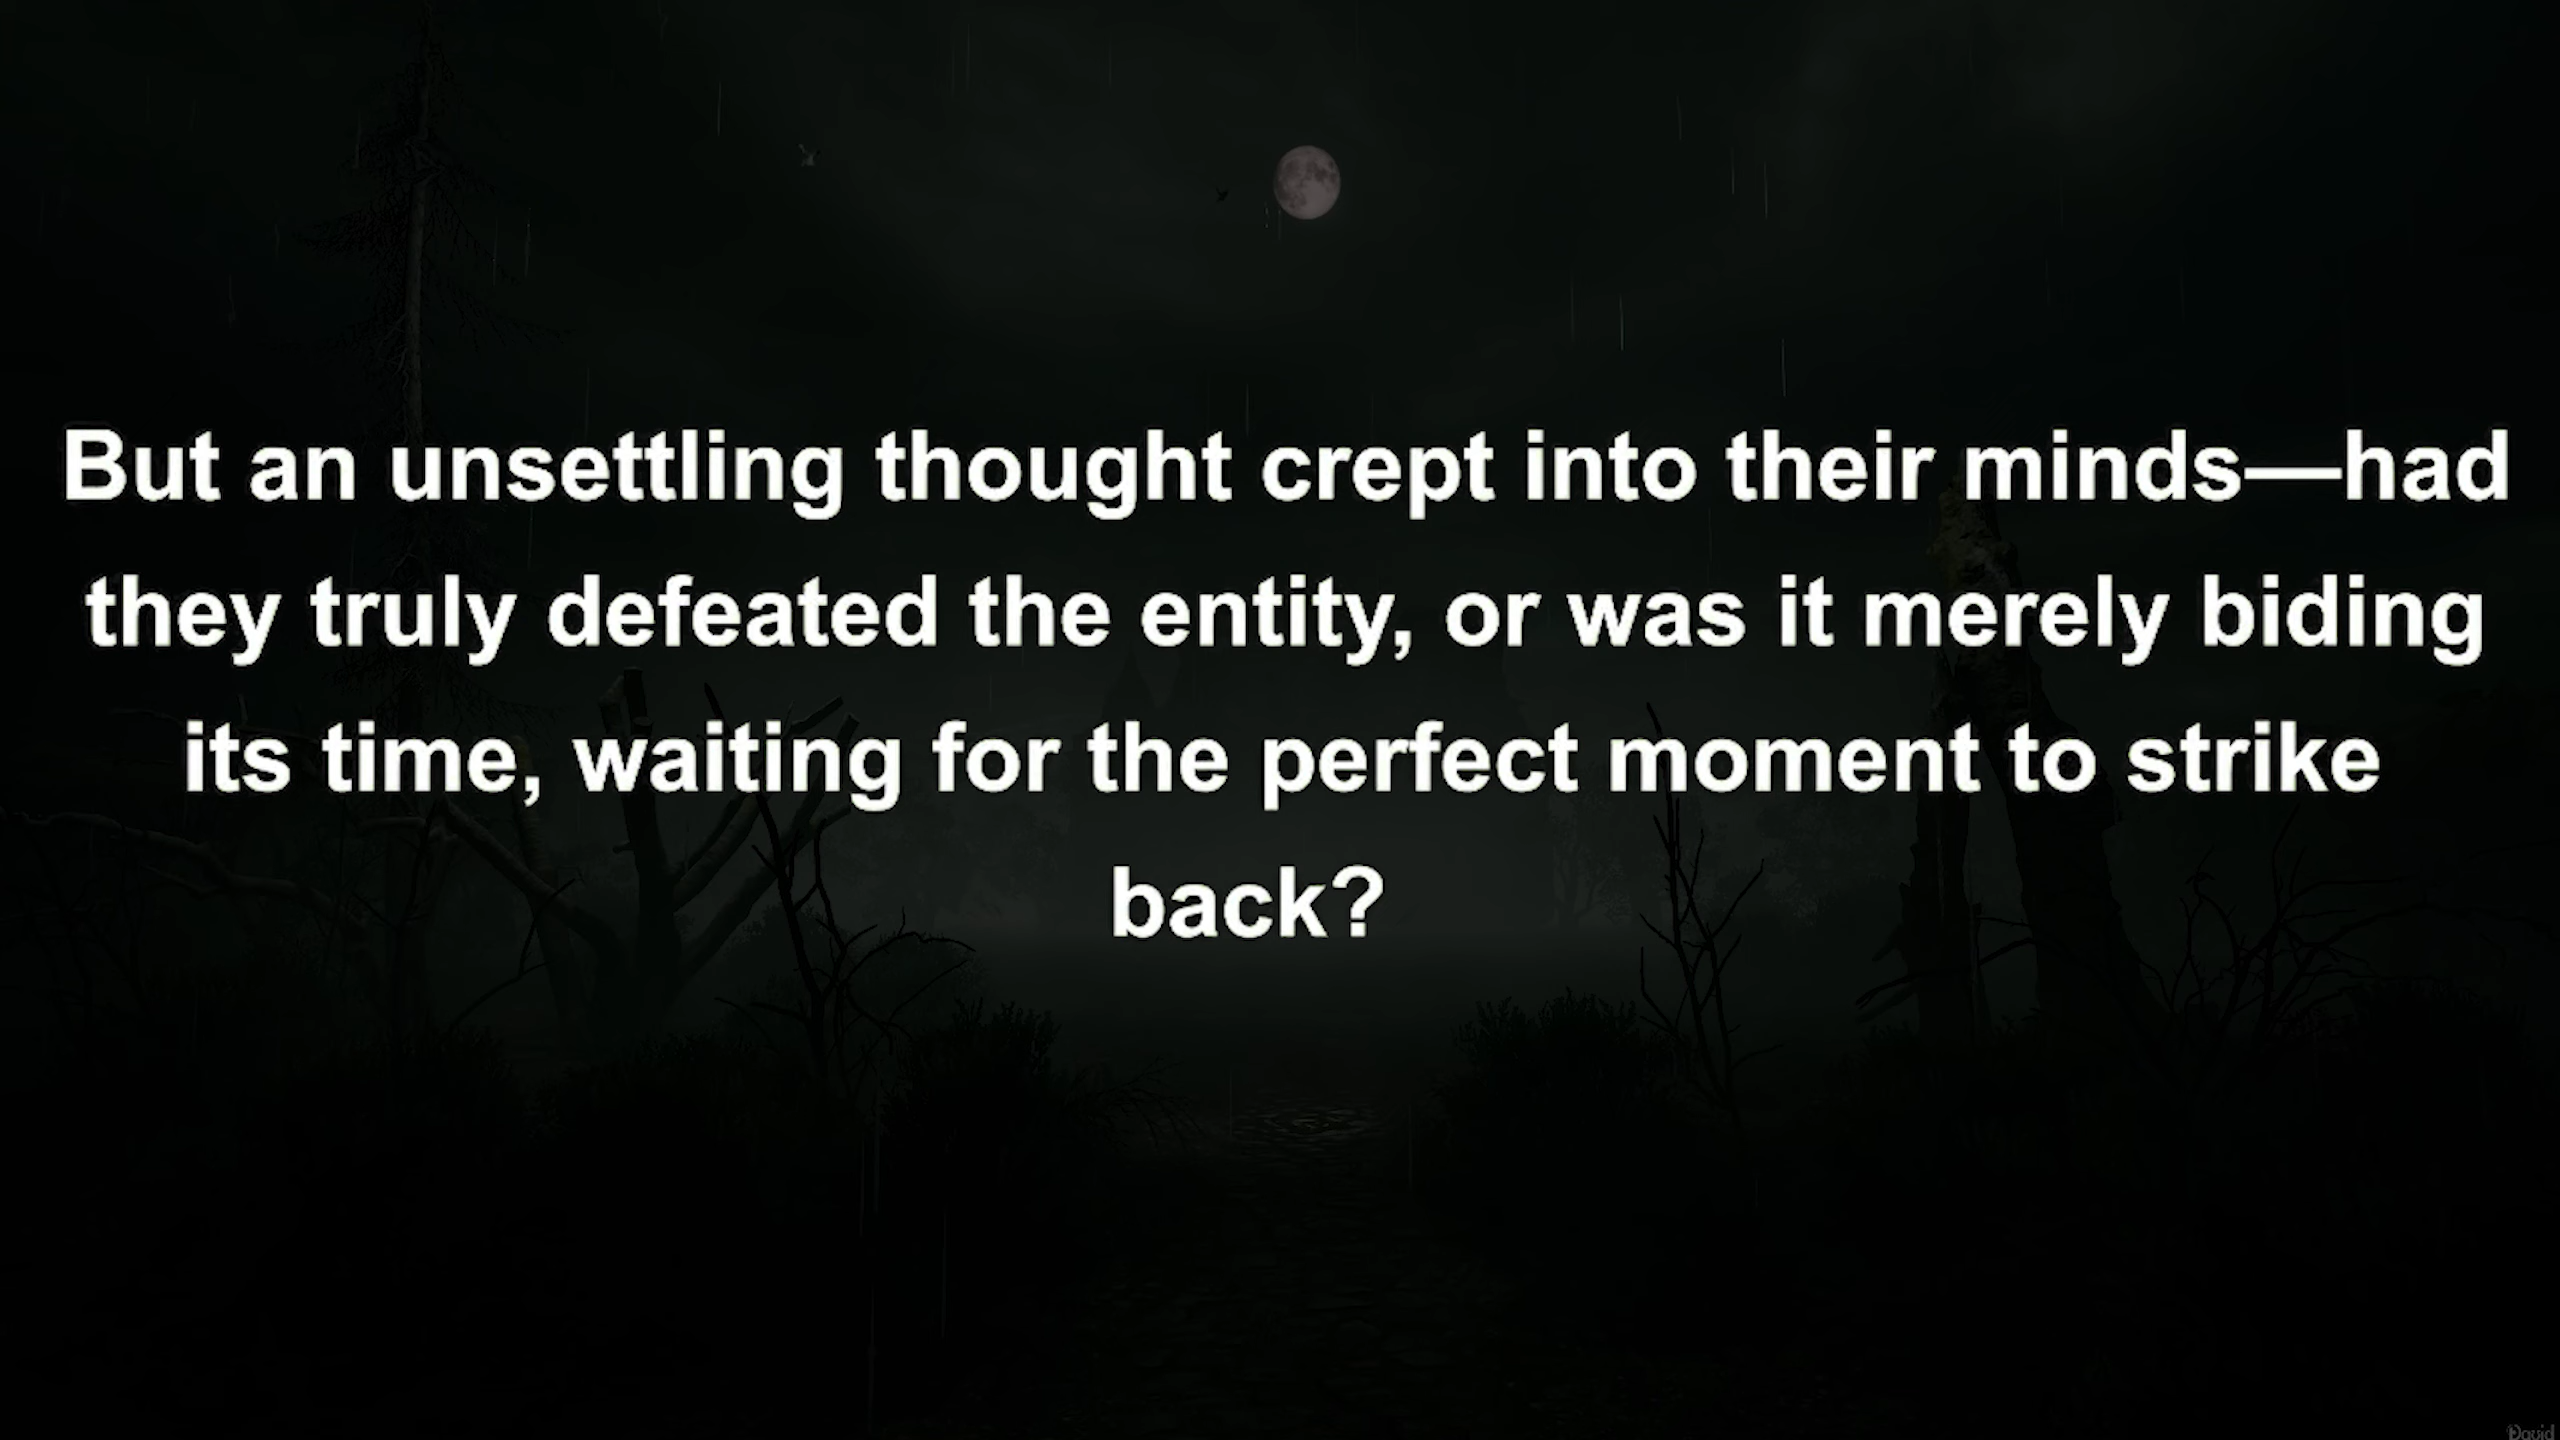 But an unsettling thought crept into their minds—had
they truly defeated the entity, or was it merely biding
its time, waiting for the perfect moment to strike
back?
David